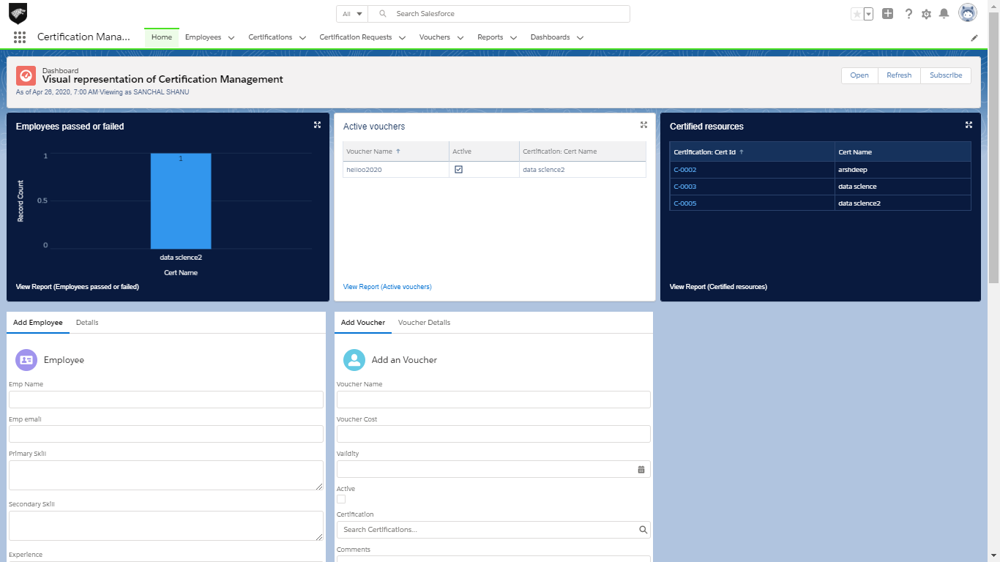 All
Search Salesforce
Certification Mana...
Home
Employees
Certifications
Certification Requests
Vouchers
Reports
Dashboards
Dashboard
Visual representation of Certification Management
As of Apr 26, 2020, 7:00 AM·Viewing as SANCHAL SHANU
Open
Refresh
Subscribe
Employees passed or failed
1
1
0.5
0
Record Count
data science2
Cert Name
View Report (Employees passed or failed)
Active vouchers
Voucher Name ↑ Active Certification: Cert Name
helloo2020 data science2
View Report (Active vouchers)
Certified resources
Certification: Cert Id ↑ Cert Name
C-0002 arshdeep
C-0003 data science
C-0005 data science2
View Report (Certified resources)
Add Employee Details
Employee
Emp Name
Emp email
Primary Skill
Secondary Skill
Experience
Add Voucher Voucher Details
Add an Voucher
Voucher Name
Voucher Cost
Validity
Active
Certification
Search Certifications...
Comments